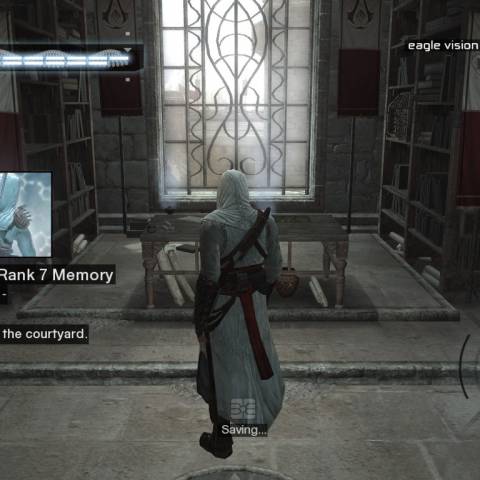 eagle vision
Rank 7 Memory
-
the courtyard.
Saving...